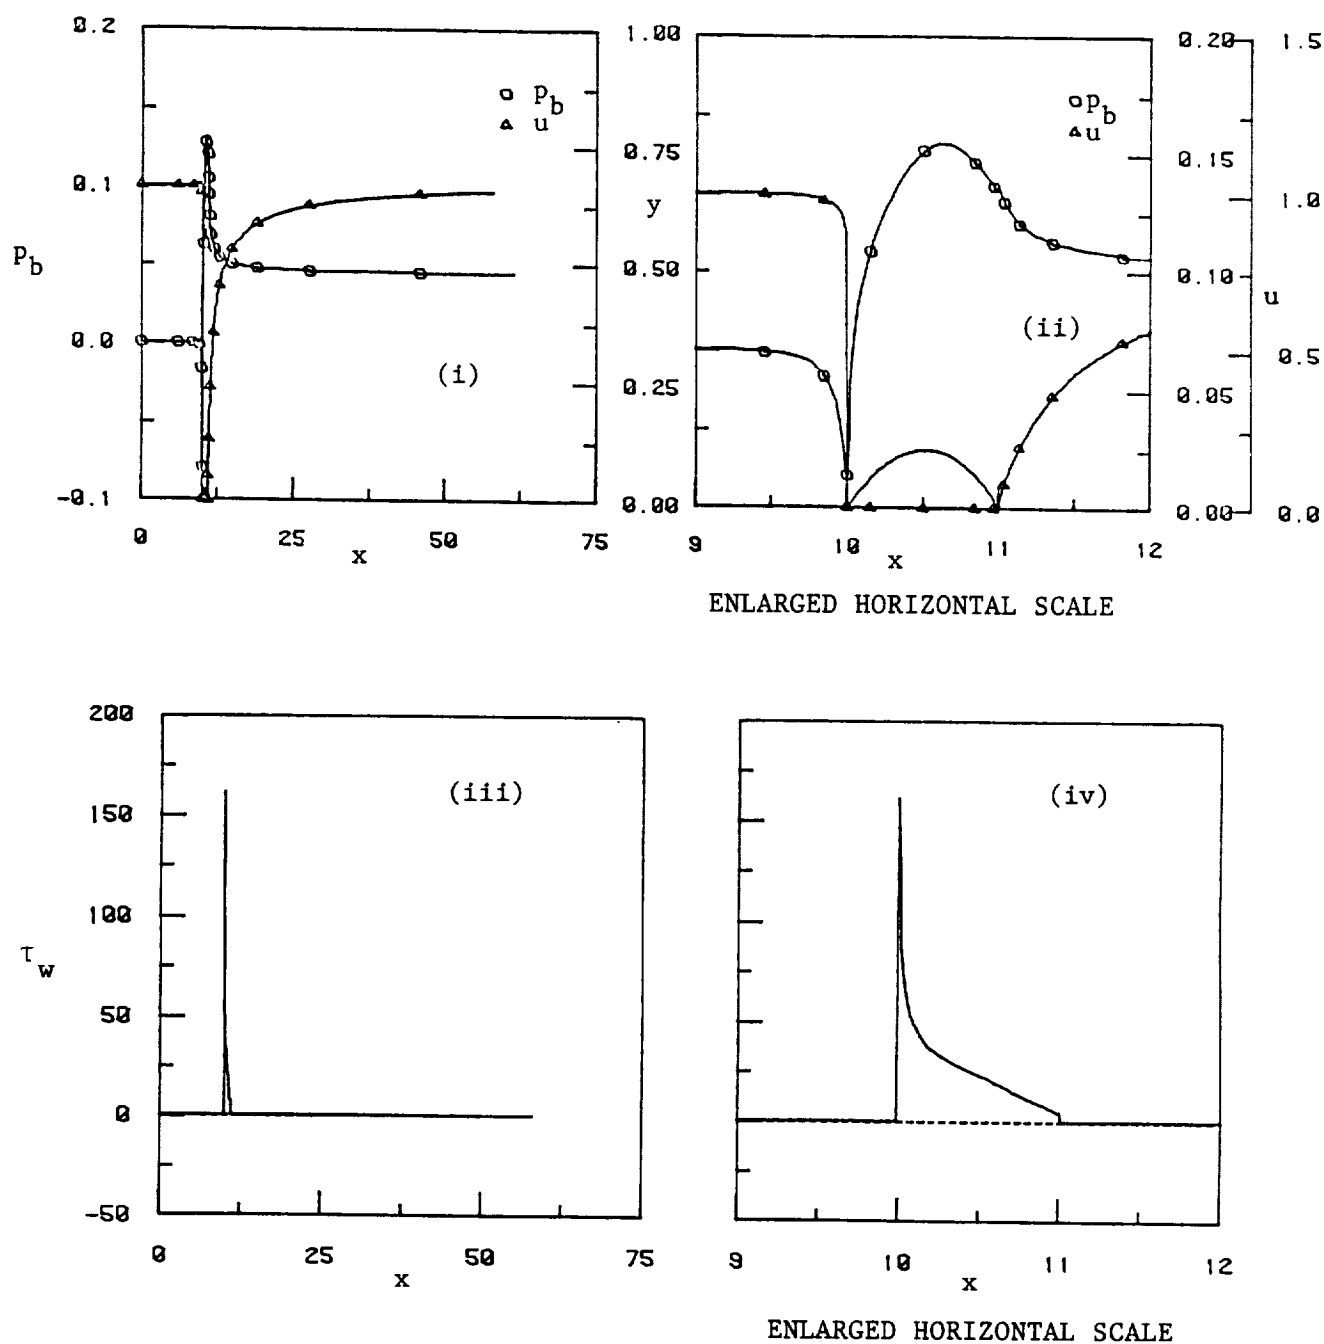 0.2
0.1
0.0
-0.1
p_b
0 25 50 75
x
p_b
u
(i)
1.00
0.75
0.50
0.25
0.00
y
9 10 11 12
x
p_b
u
(ii)
0.20
0.15
0.10
0.05
0.00
1.5
1.0
0.5
0.0
u
ENLARGED HORIZONTAL SCALE
200
150
100
50
0
-50
τ_w
0 25 50 75
x
(iii)
(iv)
9 10 11 12
x
ENLARGED HORIZONTAL SCALE